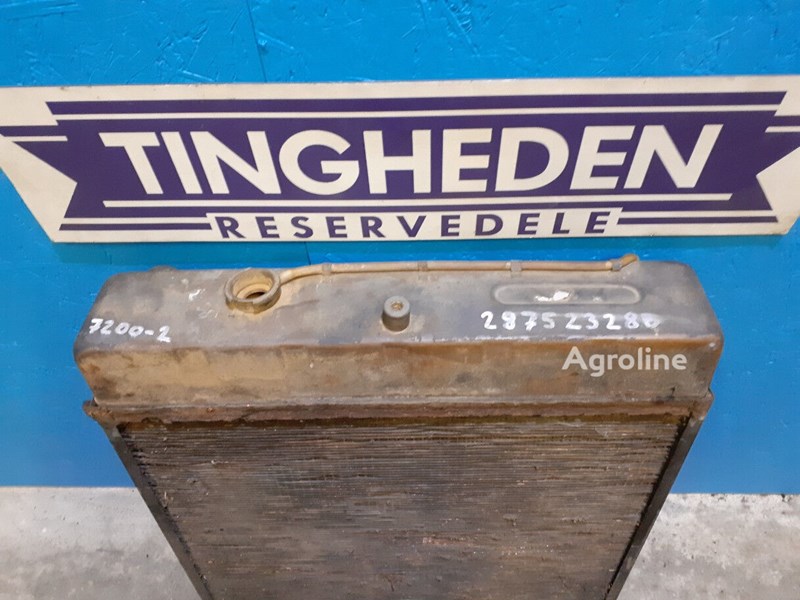 TINGHEDEN
RESERVEDELE
7200-2
287523280
Agroline